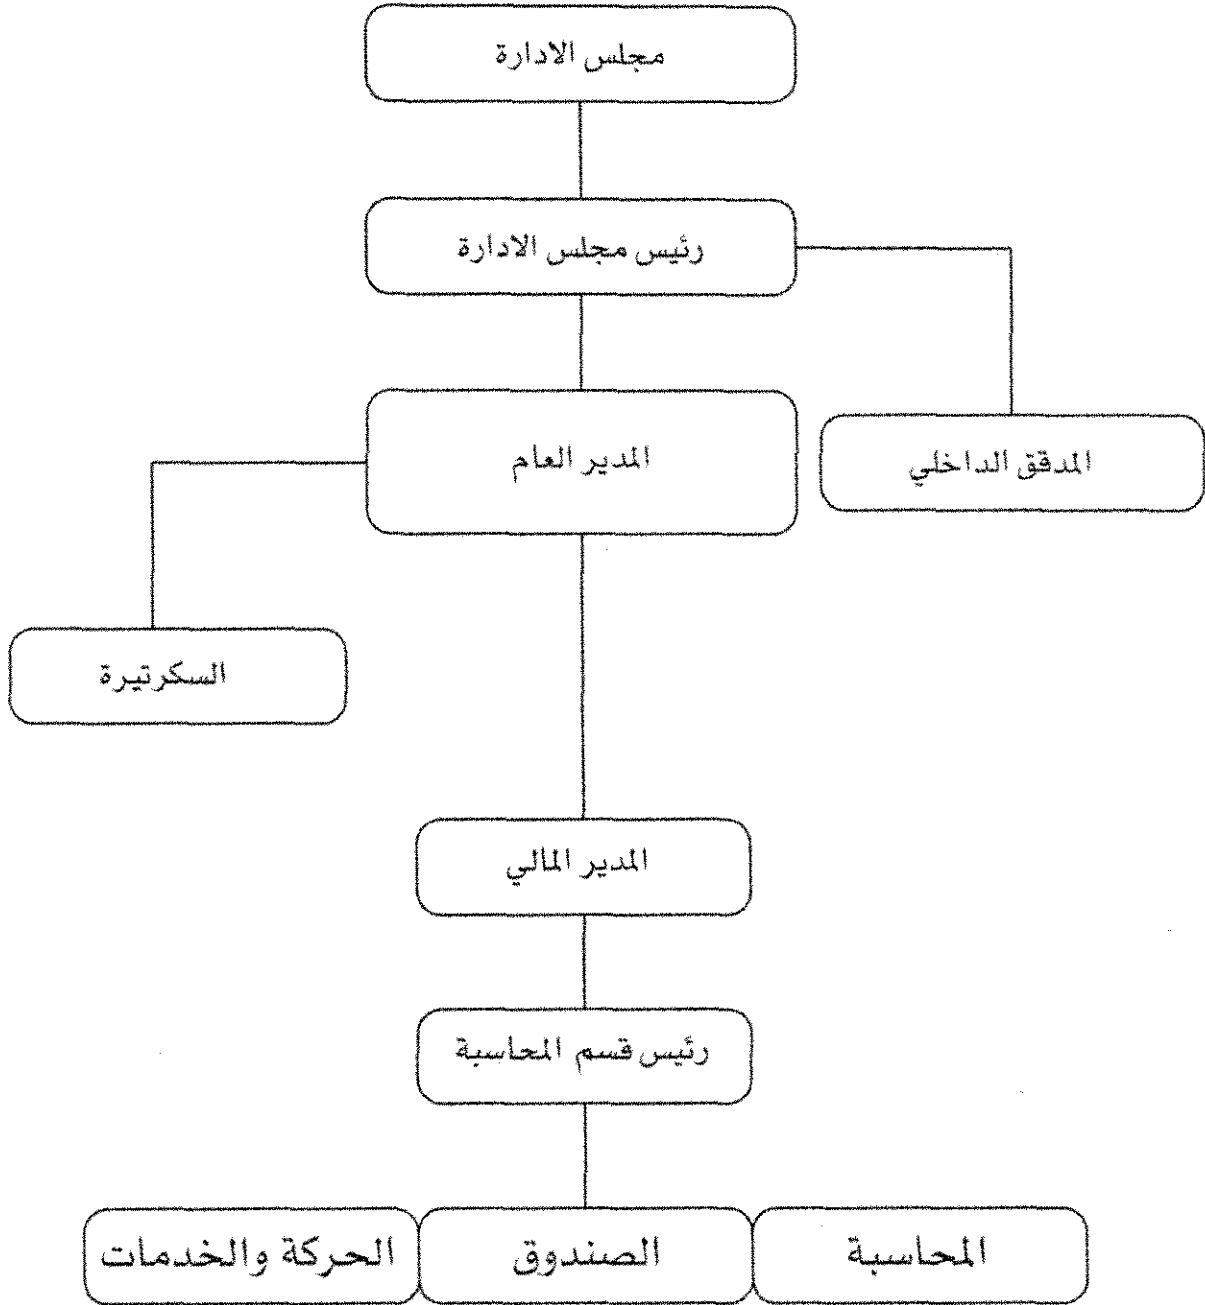 مجلس الادارة
رئيس مجلس الادارة
المدير العام
المدقق الداخلي
السكرتيرة
المدير المالي
رئيس قسم المحاسبة
المحاسبة
الصندوق
الحركة والخدمات